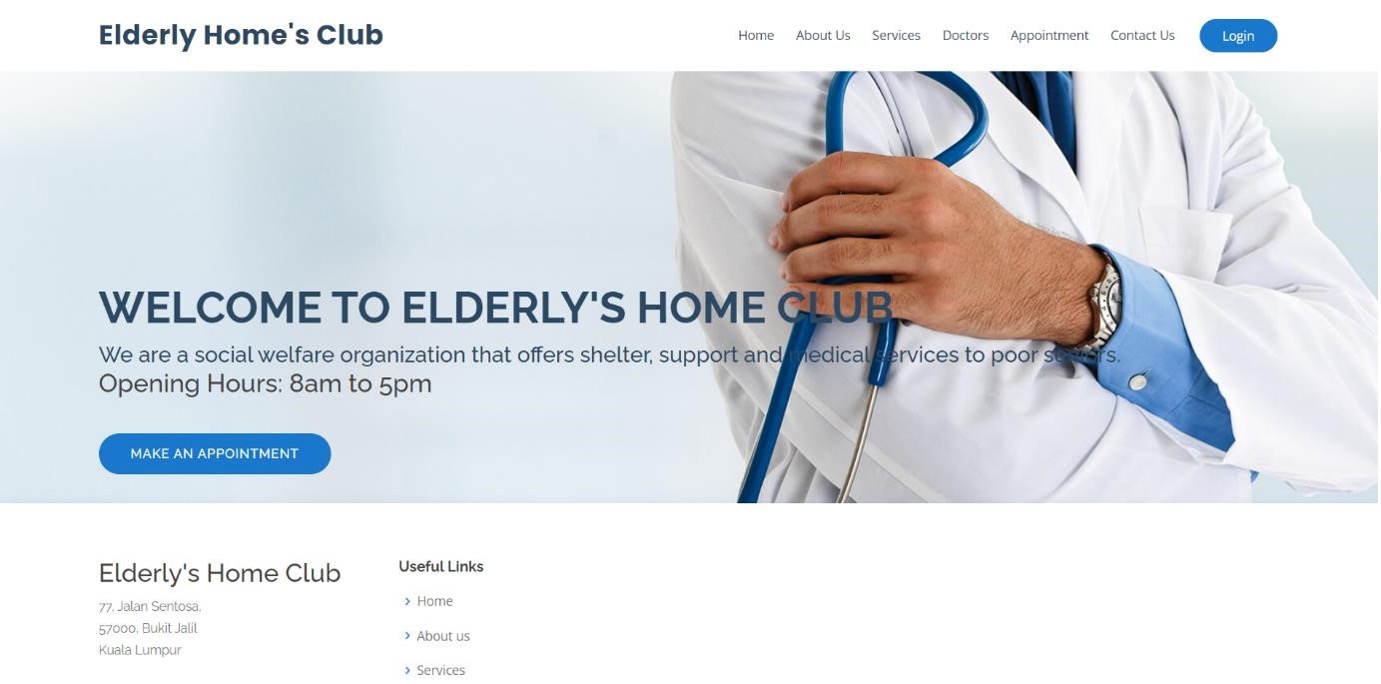 Elderly Home's Club
Home About Us Services Doctors Appointment Contact Us Login
WELCOME TO ELDERLY'S HOME CLUB
We are a social welfare organization that offers shelter, support and medical services to poor seniors.
Opening Hours: 8am to 5pm
MAKE AN APPOINTMENT
Elderly's Home Club
77, Jalan Sentosa,
57000, Bukit Jalil
Kuala Lumpur
Useful Links
Home
About us
Services